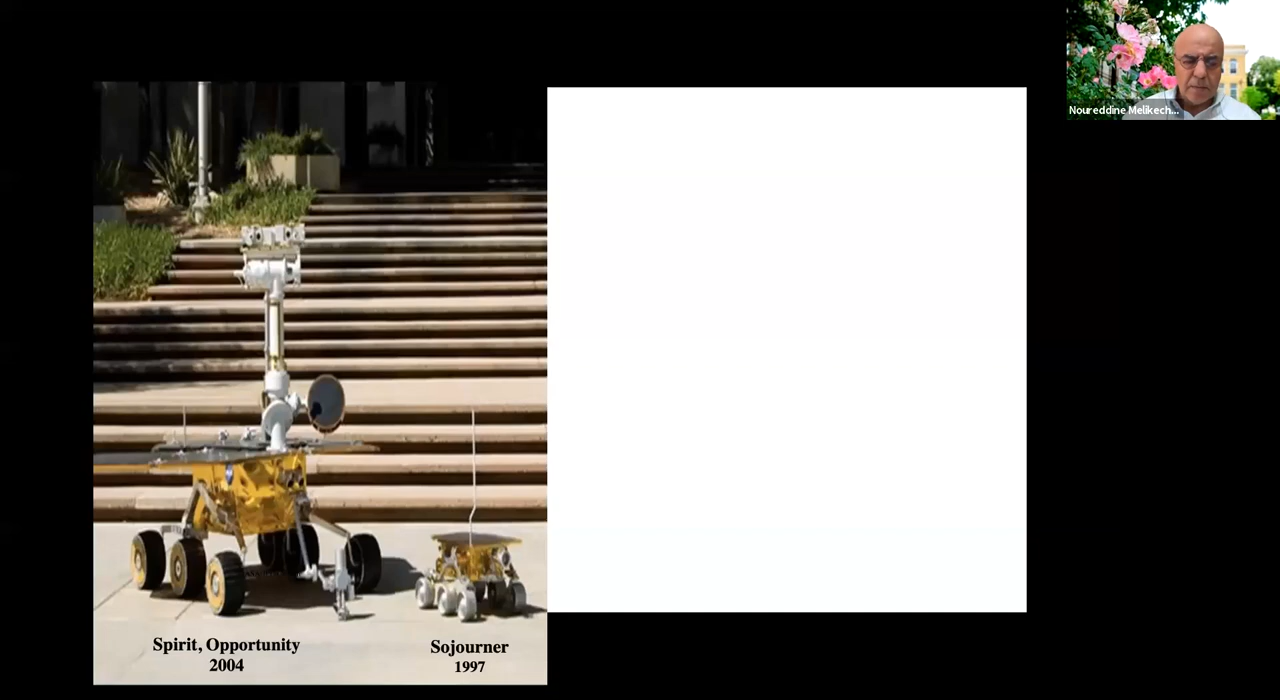 Noureddine Melikech...
Spirit, Opportunity
2004
Sojourner
1997